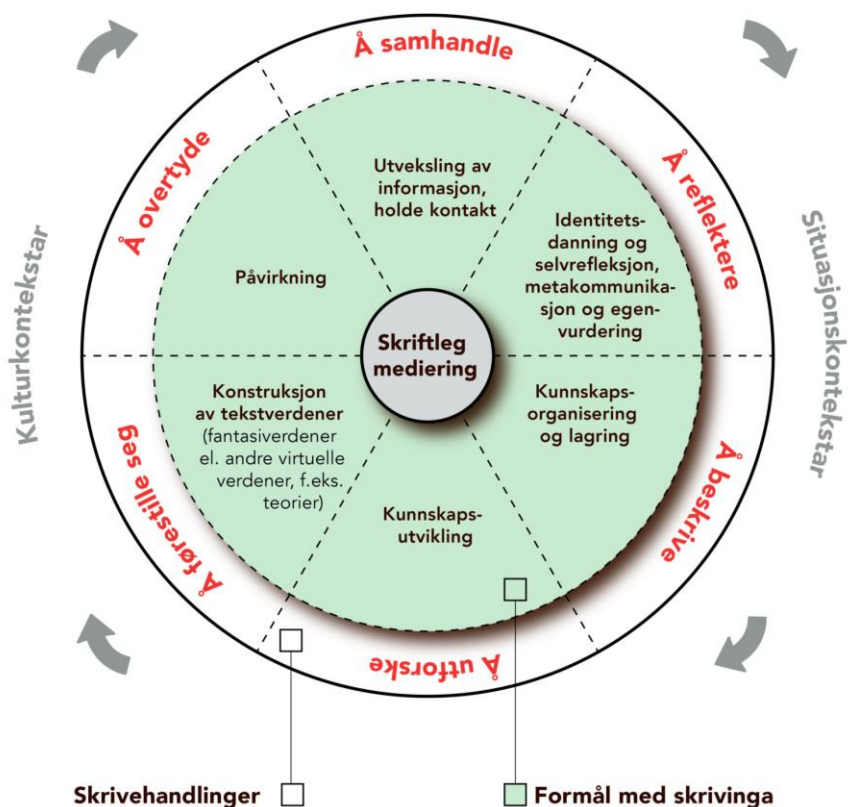 Å samhandle
Å reflektere
Å beskrive
Å utforske
Å førestille seg
Å overtyde
Kulturkontekstar
Situasjonskontekstar
Utveksling av
informasjon,
holde kontakt
Identitets-
danning og
selvrefleksjon,
metakommunika-
sjon og egen-
vurdering
Kunnskaps-
organisering
og lagring
Kunnskaps-
utvikling
Konstruksjon
av tekstverdener
(fantasiverdener
el. andre virtuelle
verdener, f.eks.
teorier)
Påvirkning
Skriftleg
mediering
Skrivehandlinger
Formål med skrivinga